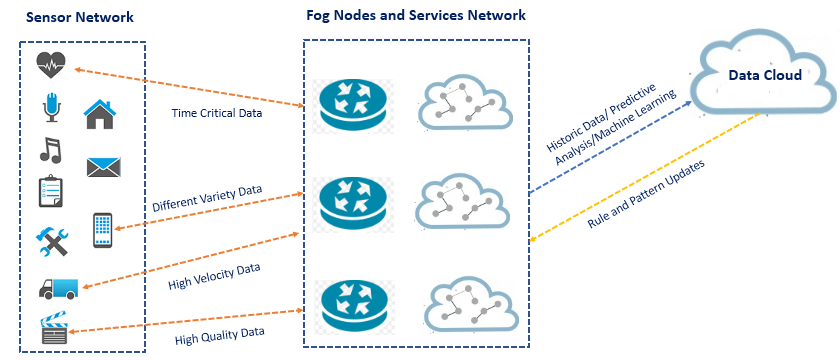 Sensor Network
Fog Nodes and Services Network
Data Cloud
Time Critical Data
Different Variety Data
High Velocity Data
High Quality Data
Historic Data/ Predictive
Analysis/Machine Learning
Rule and Pattern Updates